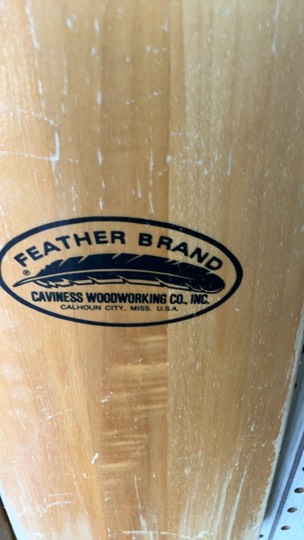 FEATHER BRAND
®
CAVINESS WOODWORKING CO., INC.
CALHOUN CITY, MISS. U.S.A.